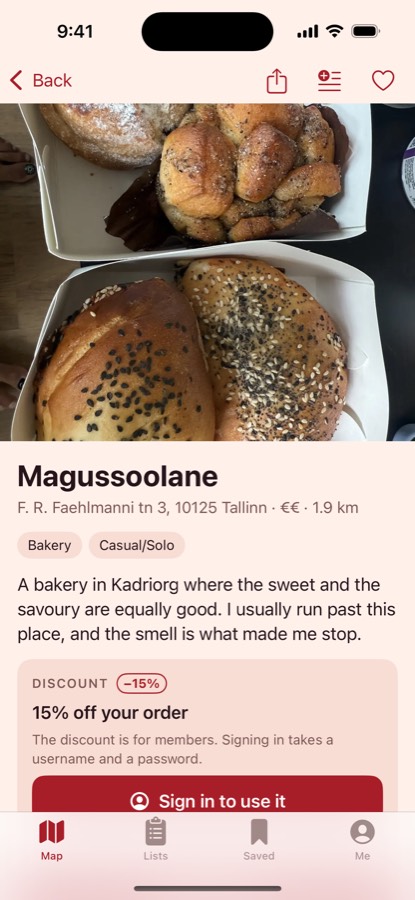 9:41
Back
Magussoolane
F. R. Faehlmanni tn 3, 10125 Tallinn · €€ · 1.9 km
Bakery
Casual/Solo
A bakery in Kadriorg where the sweet and the
savoury are equally good. I usually run past this
place, and the smell is what made me stop.
DISCOUNT −15%
15% off your order
The discount is for members. Signing in takes a
username and a password.
Sign in to use it
Map
Lists
Saved
Me